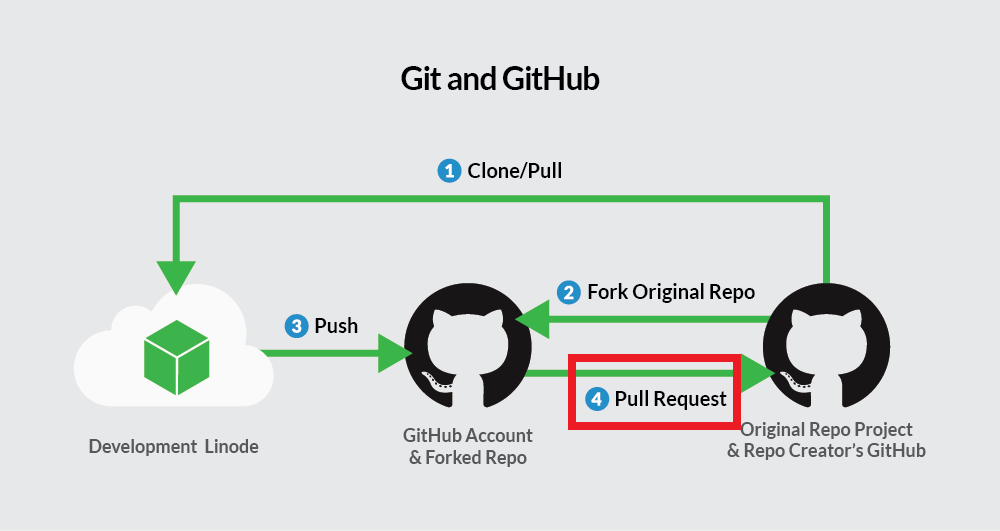 Git and GitHub
1 Clone/Pull
2 Fork Original Repo
3 Push
4 Pull Request
Development Linode
GitHub Account
& Forked Repo
Original Repo Project
& Repo Creator's GitHub